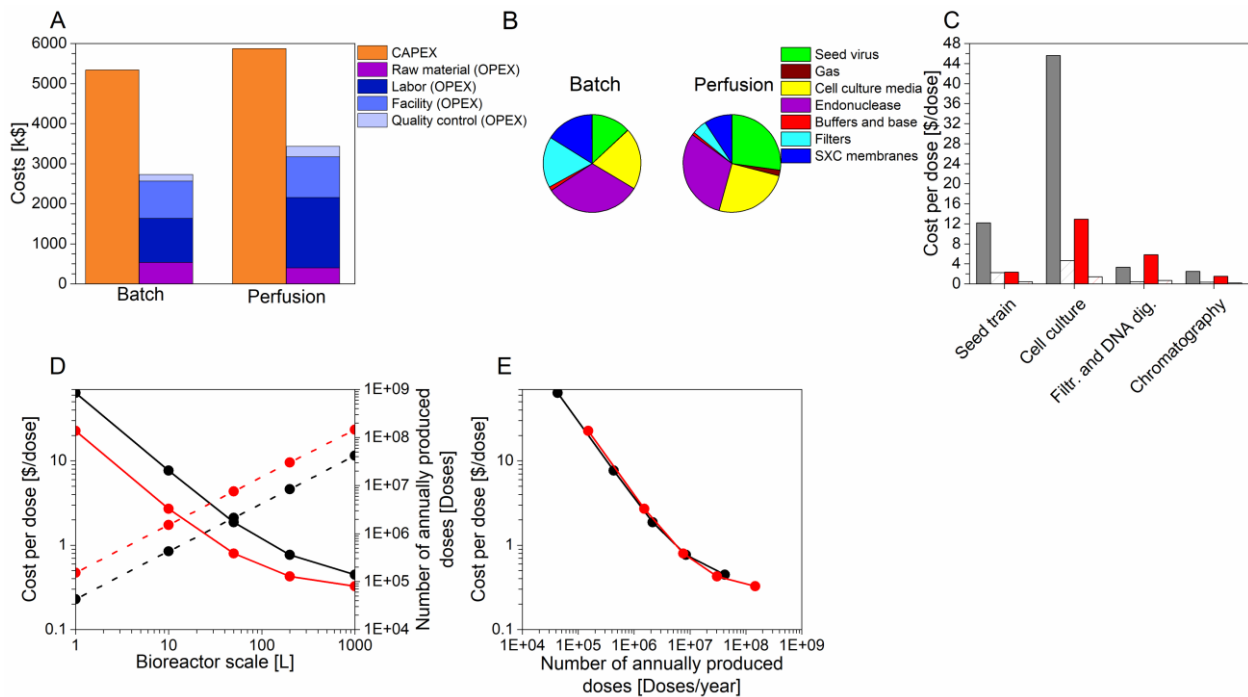 A
6000
5000
4000
3000
2000
1000
0
Costs [k$]
Batch
Perfusion
CAPEX
Raw material (OPEX)
Labor (OPEX)
Facility (OPEX)
Quality control (OPEX)
B
Batch
Perfusion
Seed virus
Gas
Cell culture media
Endonuclease
Buffers and base
Filters
SXC membranes
C
48
44
40
36
32
28
24
20
16
12
8
4
0
Cost per dose [$/dose]
Seed train
Cell culture
Filtr. and DNA dig.
Chromatography
D
10
1
0.1
Cost per dose [$/dose]
1
10
100
1000
Bioreactor scale [L]
1E+09
1E+08
1E+07
1E+06
1E+05
1E+04
Number of annually produced
doses [Doses]
E
10
1
0.1
Cost per dose [$/dose]
1E+04
1E+05
1E+06
1E+07
1E+08
1E+09
Number of annually produced
doses [Doses/year]